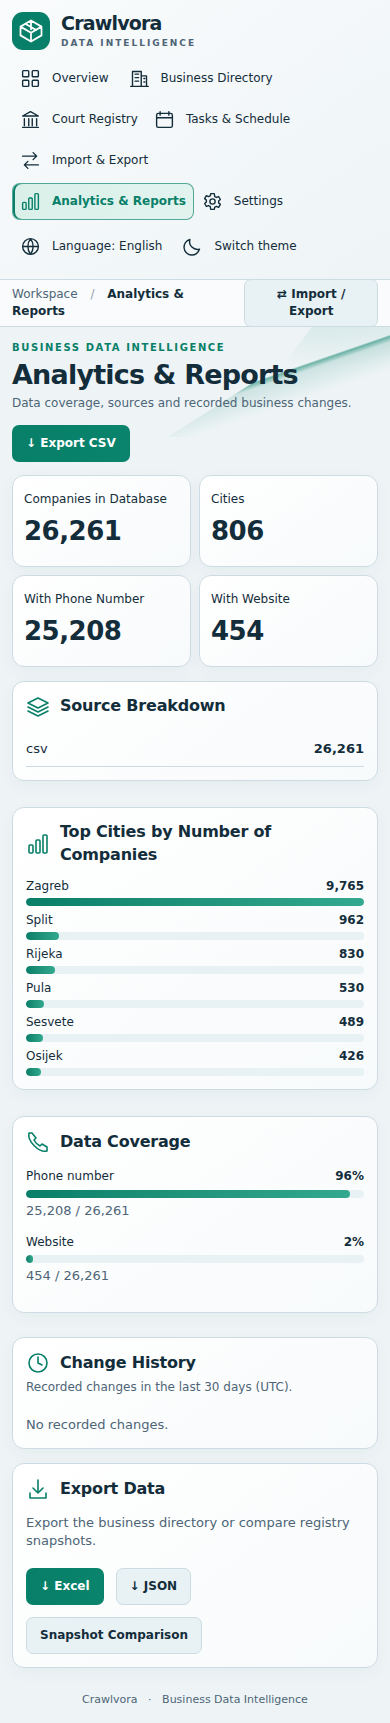 Crawlvora
DATA INTELLIGENCE
Overview
Business Directory
Court Registry
Tasks & Schedule
Import & Export
Analytics & Reports
Settings
Language: English
Switch theme
Workspace / Analytics &
Reports
⇄ Import /
Export
BUSINESS DATA INTELLIGENCE
Analytics & Reports
Data coverage, sources and recorded business changes.
↓ Export CSV
Companies in Database
26,261
Cities
806
With Phone Number
25,208
With Website
454
Source Breakdown
csv 26,261
Top Cities by Number of
Companies
Zagreb 9,765
Split 962
Rijeka 830
Pula 530
Sesvete 489
Osijek 426
Data Coverage
Phone number 96%
25,208 / 26,261
Website 2%
454 / 26,261
Change History
Recorded changes in the last 30 days (UTC).
No recorded changes.
Export Data
Export the business directory or compare registry
snapshots.
↓ Excel
↓ JSON
Snapshot Comparison
Crawlvora · Business Data Intelligence